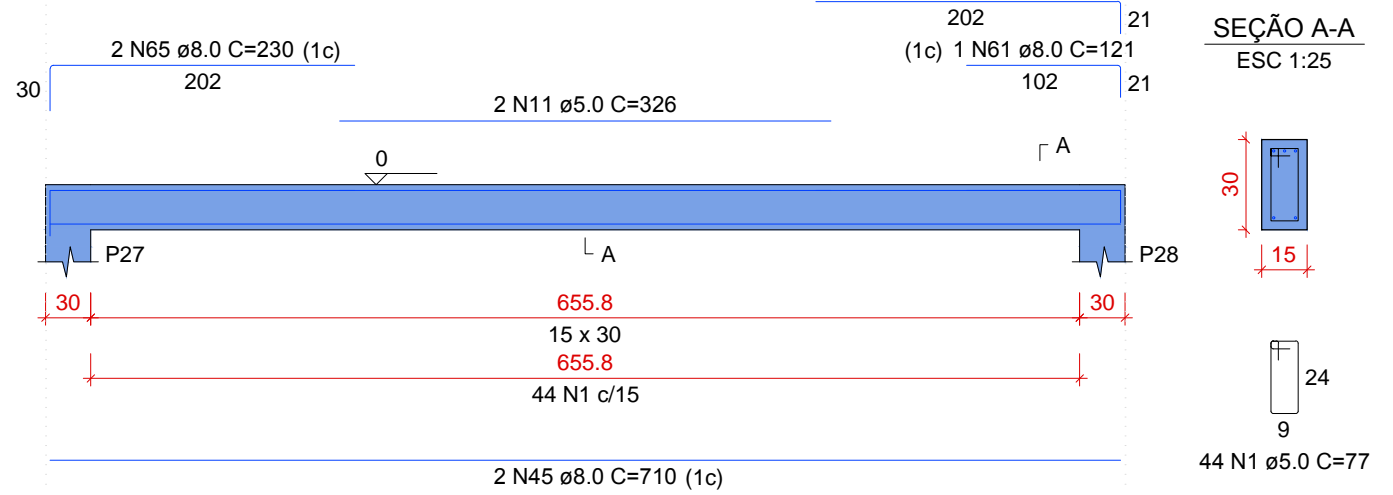 202
21
SEÇÃO A-A
ESC 1:25
2 N65 ø8.0 C=230 (1c)
(1c) 1 N61 ø8.0 C=121
30
202
102
21
2 N11 ø5.0 C=326
A
0
30
A
P27
P28
15
30
655.8
30
15 x 30
655.8
44 N1 c/15
24
9
44 N1 ø5.0 C=77
2 N45 ø8.0 C=710 (1c)